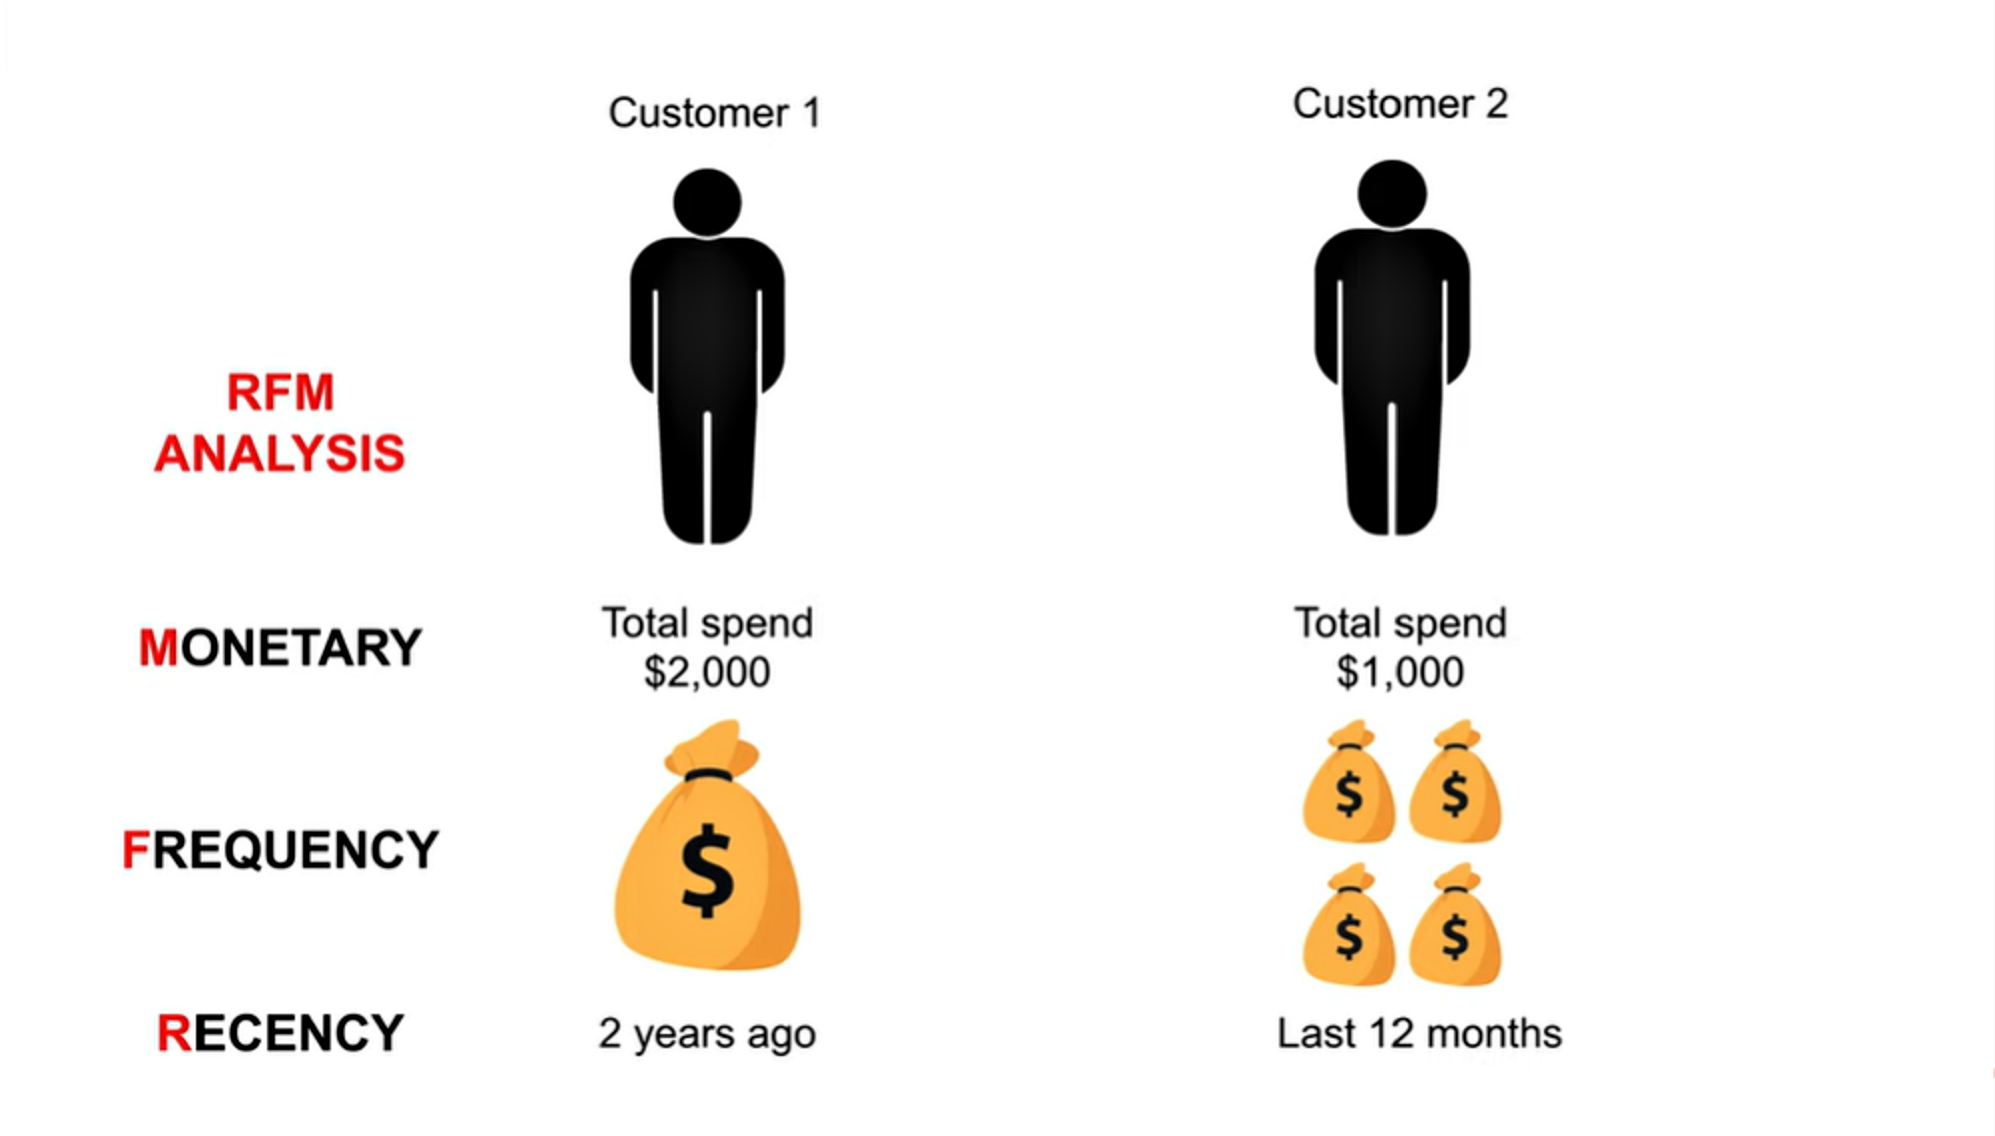 Customer 1
Customer 2
RFM
ANALYSIS
MONETARY
Total spend
$2,000
Total spend
$1,000
FREQUENCY
$
$ $
$ $
RECENCY
2 years ago
Last 12 months